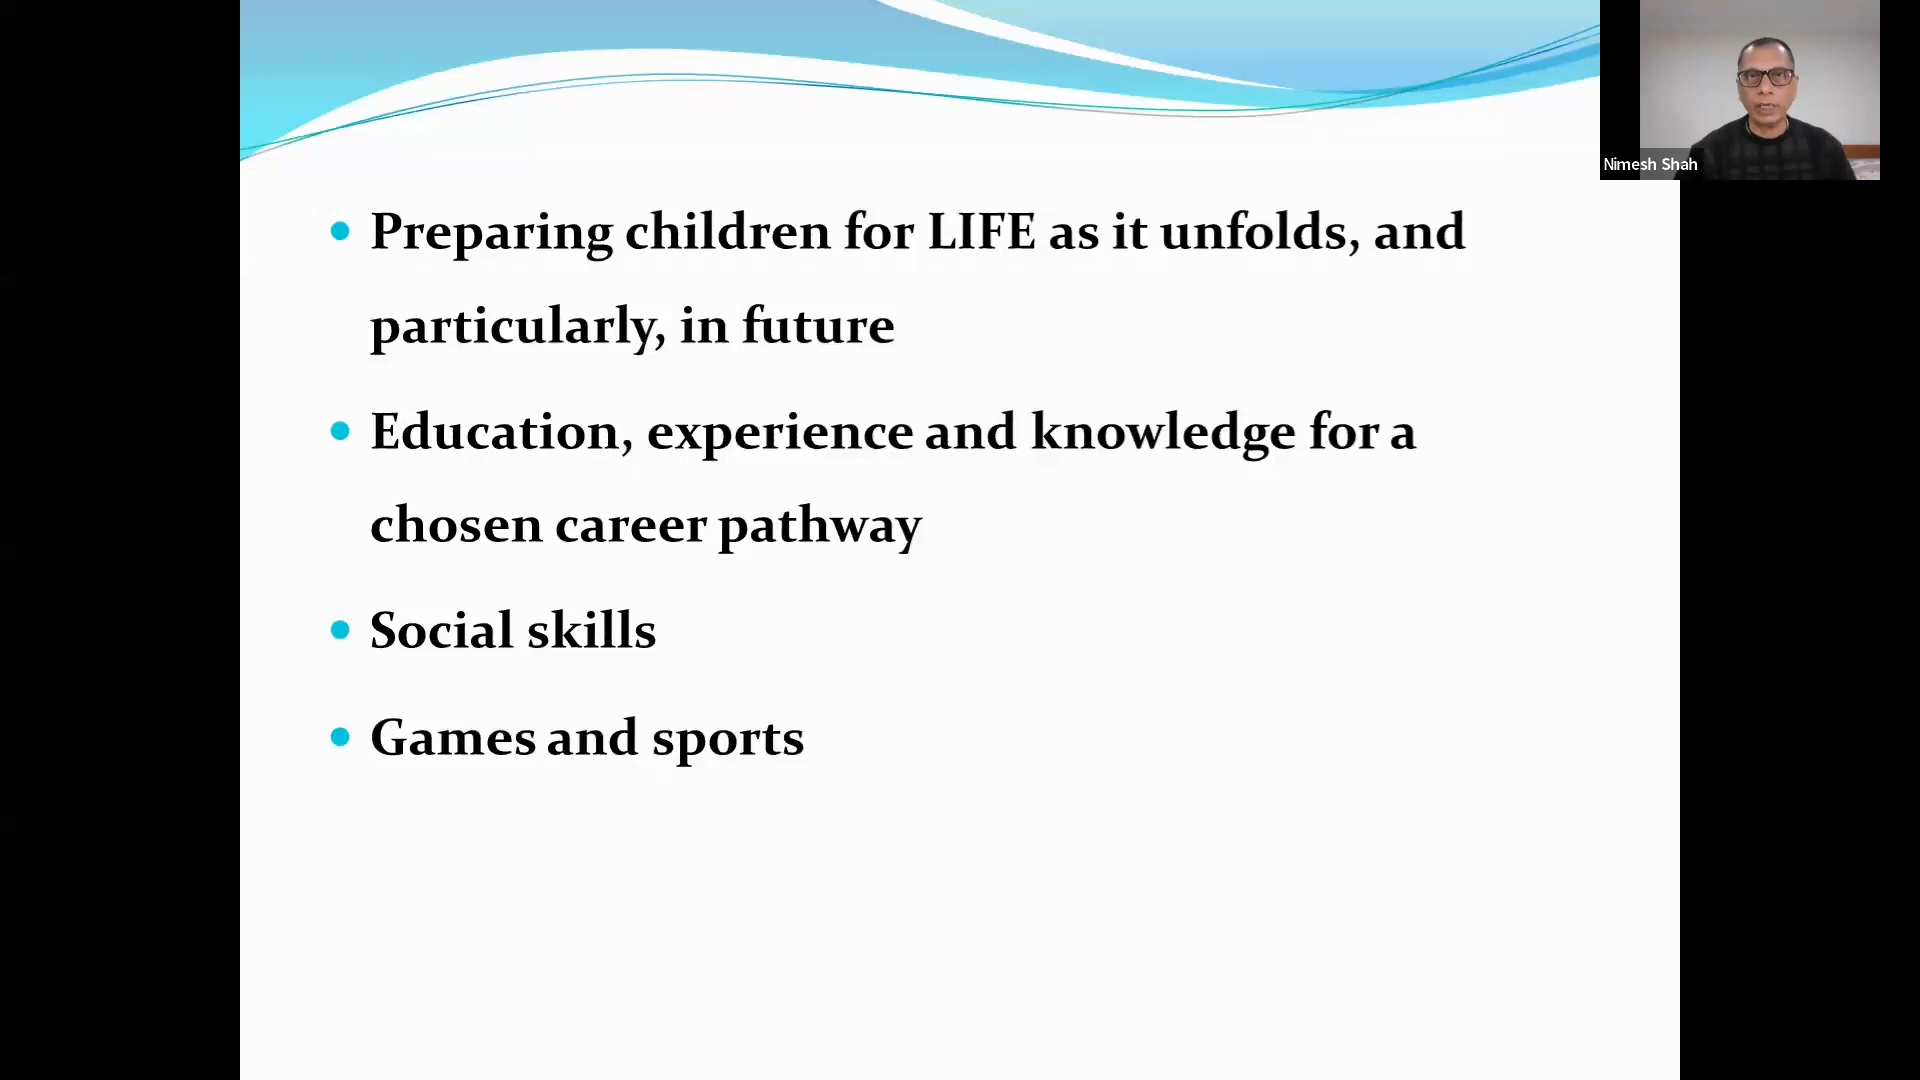 Nimesh Shah
• Preparing children for LIFE as it unfolds, and
particularly, in future
• Education, experience and knowledge for a
chosen career pathway
• Social skills
• Games and sports